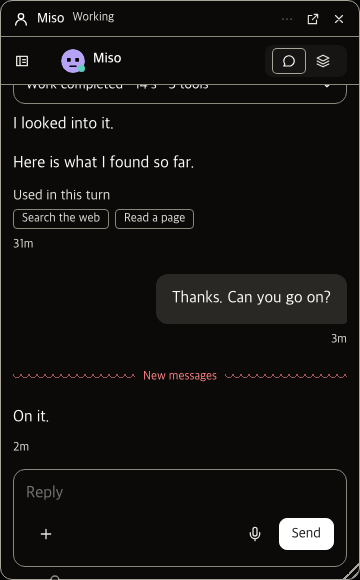 Miso Working
Miso
Work completed 14 s 3 tools
I looked into it.
Here is what I found so far.
Used in this turn
Search the web Read a page
31m
Thanks. Can you go on?
3m
New messages
On it.
2m
Reply
Send